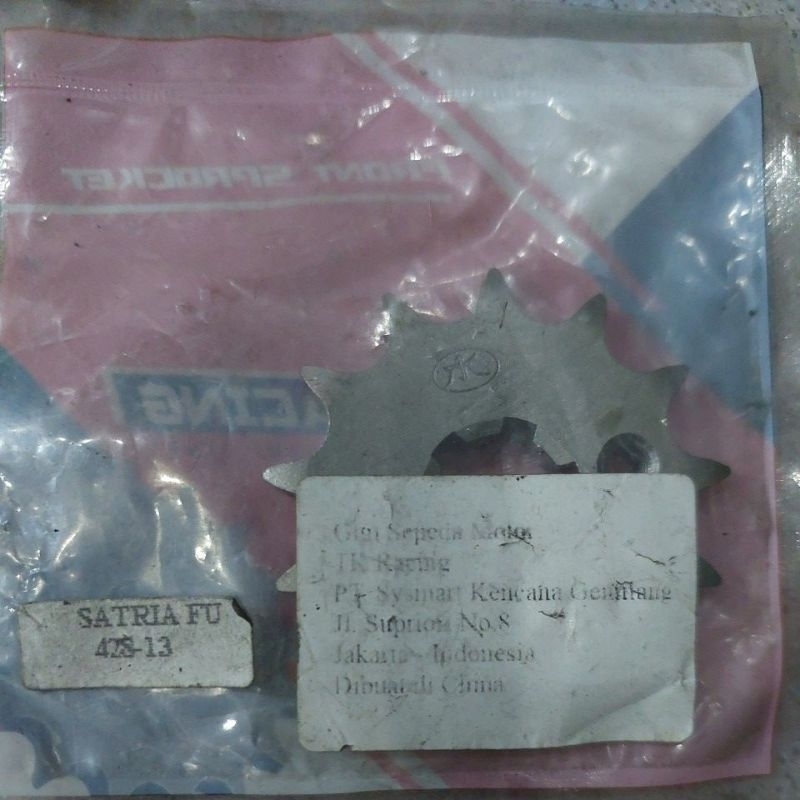 FRONT SPROCKET
RACING
SATRIA FU
428-13
Gigi Sepeda Motor
TK Racing
PT. Sysmart Kencana Gemilang
Jl. Suprion No.8
Jakarta - Indonesia
Dibuat di China